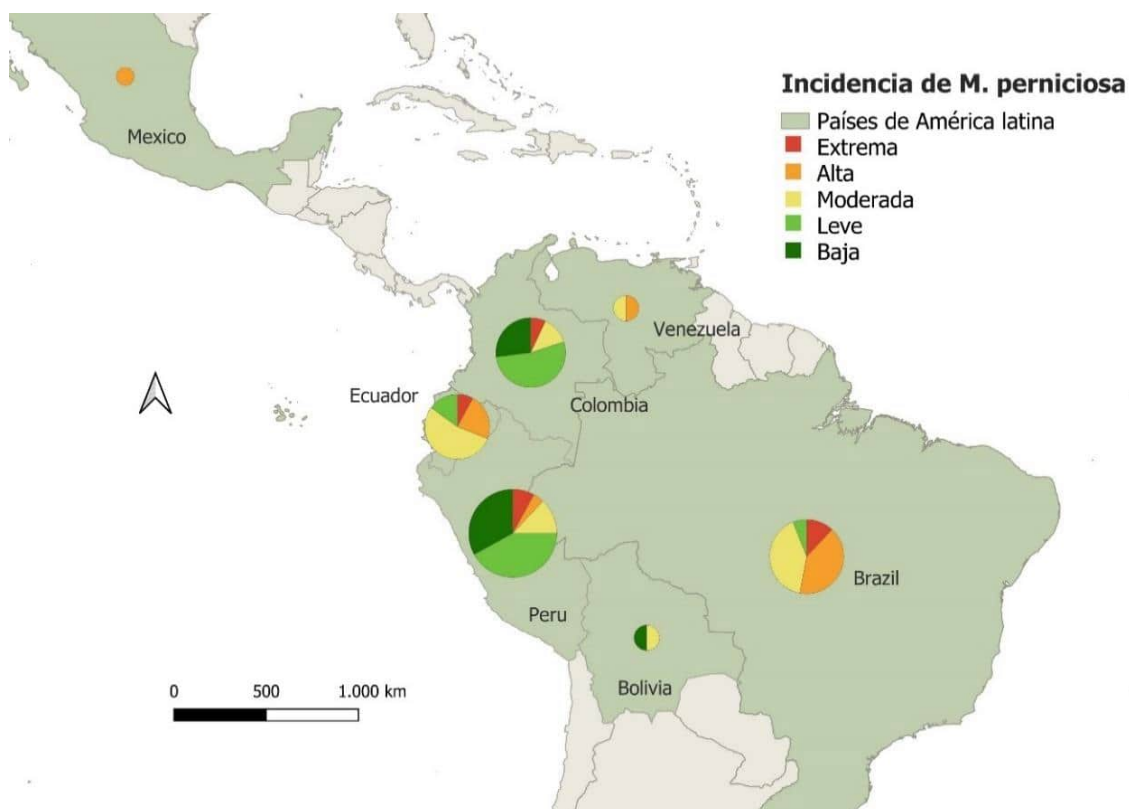 Incidencia de M. perniciosa
Países de América latina
Extrema
Alta
Moderada
Leve
Baja
Mexico
Venezuela
Ecuador
Colombia
Brazil
Peru
Bolivia
0 500 1.000 km